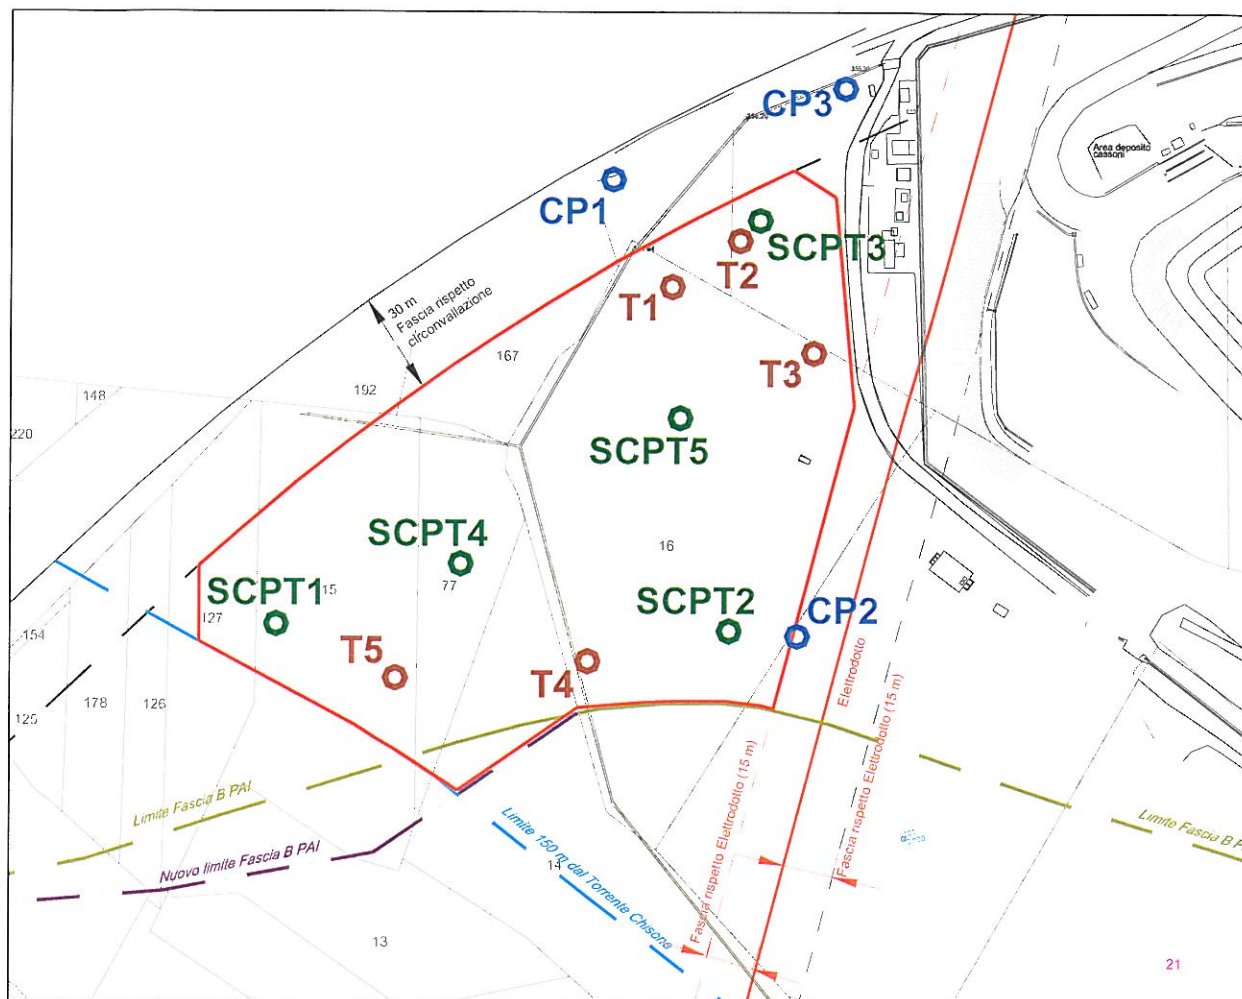 CP3
Area deposito
cassoni
CP1
SCPT3
T2
T1
30 m
Fascia rispetto
circonvallazione
167
T3
192
148
220
SCPT5
SCPT4
16
SCPT1
15
77
SCPT2
127
CP2
154
T5
T4
Elettrodotto
125
178
126
Fascia rispetto Elettrodotto (15 m)
Fascia rispetto Elettrodotto (15 m)
Limite Fascia B PAI
Limite 150 m dal Torrente Chisone
Limite Fascia B PA
Nuovo limite Fascia B PAI
14
13
21